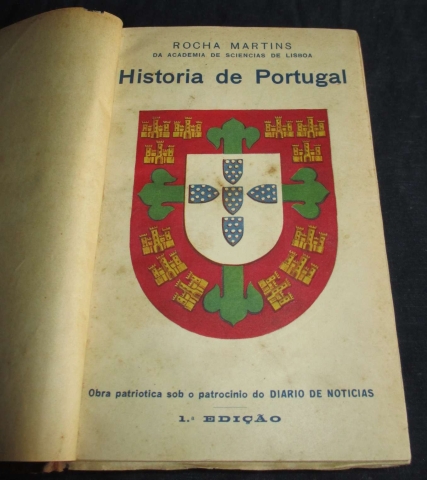 ROCHA MARTINS
DA ACADEMIA DE SCIENCIAS DE LISBOA
Historia de Portugal
Obra patriotica sob o patrocinio do DIARIO DE NOTICIAS
1.ª EDIÇÃO